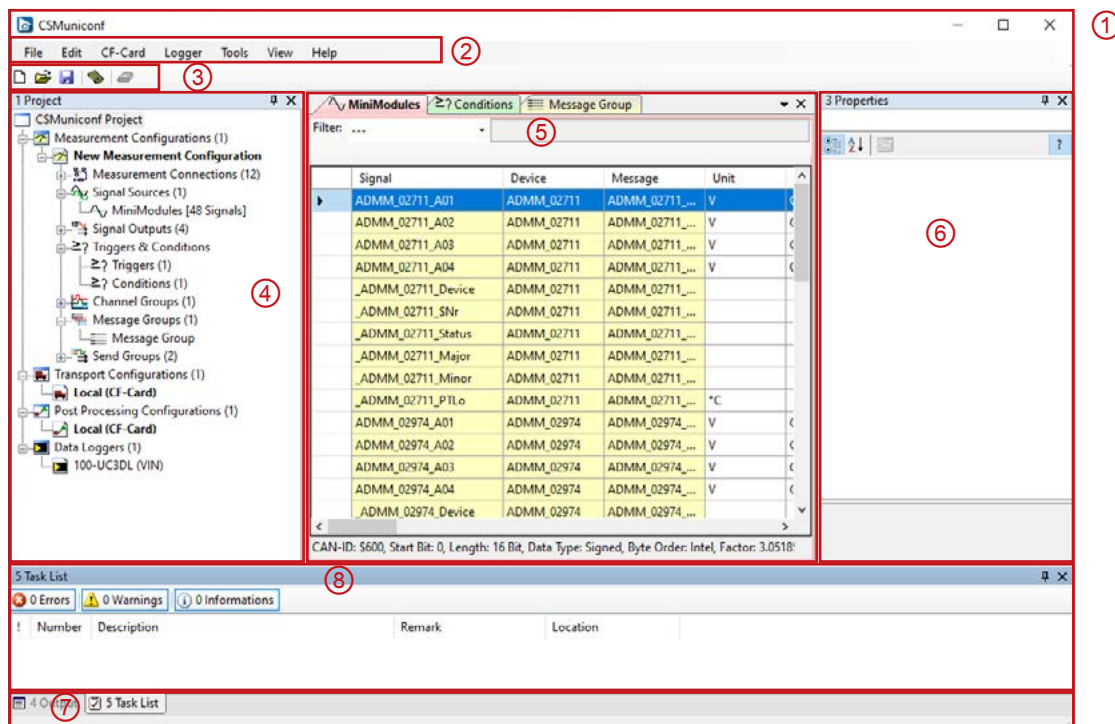 CSMuniconf
①
File Edit CF-Card Logger Tools View Help ②
③
1 Project
CSMuniconf Project
Measurement Configurations (1)
New Measurement Configuration
Measurement Connections (12)
Signal Sources (1)
MiniModules [48 Signals]
Signal Outputs (4)
≥? Triggers & Conditions
≥? Triggers (1)
≥? Conditions (1)
④
Channel Groups (1)
Message Groups (1)
Message Group
Send Groups (2)
Transport Configurations (1)
Local (CF-Card)
Post Processing Configurations (1)
Local (CF-Card)
Data Loggers (1)
100-UC3DL (VIN)
MiniModules ≥? Conditions Message Group
Filter: ... ⑤
Signal Device Message Unit
ADMM_02711_A01 ADMM_02711 ADMM_02711_... V
ADMM_02711_A02 ADMM_02711 ADMM_02711_... V
ADMM_02711_A03 ADMM_02711 ADMM_02711_... V
ADMM_02711_A04 ADMM_02711 ADMM_02711_... V
_ADMM_02711_Device ADMM_02711 ADMM_02711_...
_ADMM_02711_SNr ADMM_02711 ADMM_02711_...
_ADMM_02711_Status ADMM_02711 ADMM_02711_...
_ADMM_02711_Major ADMM_02711 ADMM_02711_...
_ADMM_02711_Minor ADMM_02711 ADMM_02711_...
_ADMM_02711_PTLo ADMM_02711 ADMM_02711_... °C
ADMM_02974_A01 ADMM_02974 ADMM_02974_... V
ADMM_02974_A02 ADMM_02974 ADMM_02974_... V
ADMM_02974_A03 ADMM_02974 ADMM_02974_... V
ADMM_02974_A04 ADMM_02974 ADMM_02974_... V
_ADMM_02974_Device ADMM_02974 ADMM_02974_...
CAN-ID: $600, Start Bit: 0, Length: 16 Bit, Data Type: Signed, Byte Order: Intel, Factor: 3.0518
3 Properties
⑥
5 Task List ⑧
0 Errors 0 Warnings 0 Informations
! Number Description Remark Location
4 Output ⑦ 5 Task List